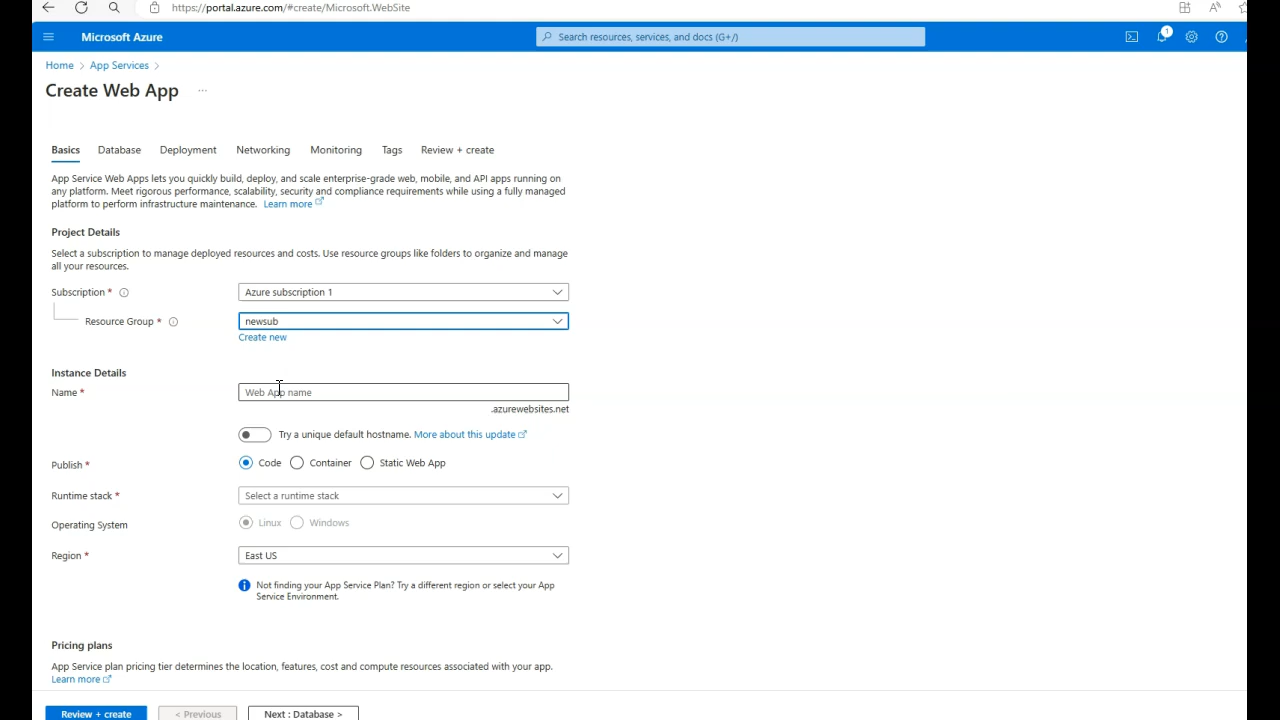 https://portal.azure.com/#create/Microsoft.WebSite
Microsoft Azure
Search resources, services, and docs (G+/)
1
Home > App Services >
Create Web App ...
Basics Database Deployment Networking Monitoring Tags Review + create
App Service Web Apps lets you quickly build, deploy, and scale enterprise-grade web, mobile, and API apps running on
any platform. Meet rigorous performance, scalability, security and compliance requirements while using a fully managed
platform to perform infrastructure maintenance. Learn more
Project Details
Select a subscription to manage deployed resources and costs. Use resource groups like folders to organize and manage
all your resources.
Subscription * Azure subscription 1
Resource Group * newsub
Create new
Instance Details
Name * Web App name
.azurewebsites.net
Try a unique default hostname. More about this update
Publish * Code Container Static Web App
Runtime stack * Select a runtime stack
Operating System Linux Windows
Region * East US
Not finding your App Service Plan? Try a different region or select your App
Service Environment.
Pricing plans
App Service plan pricing tier determines the location, features, cost and compute resources associated with your app.
Learn more
Review + create < Previous Next : Database >